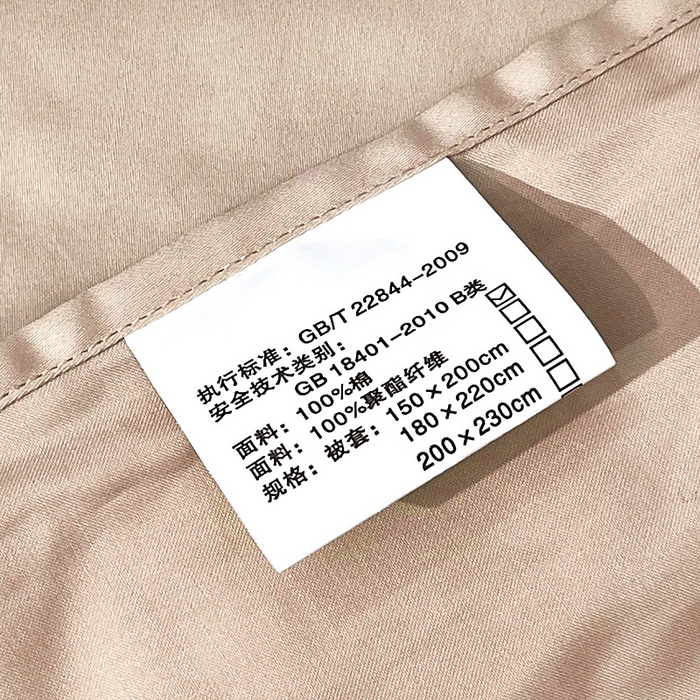 执行标准：GB/T 22844-2009
安全技术类别：
GB 18401-2010 B类
面料：100%棉
面料：100%聚酯纤维
规格：被套：150×200cm
180×220cm
200×230cm